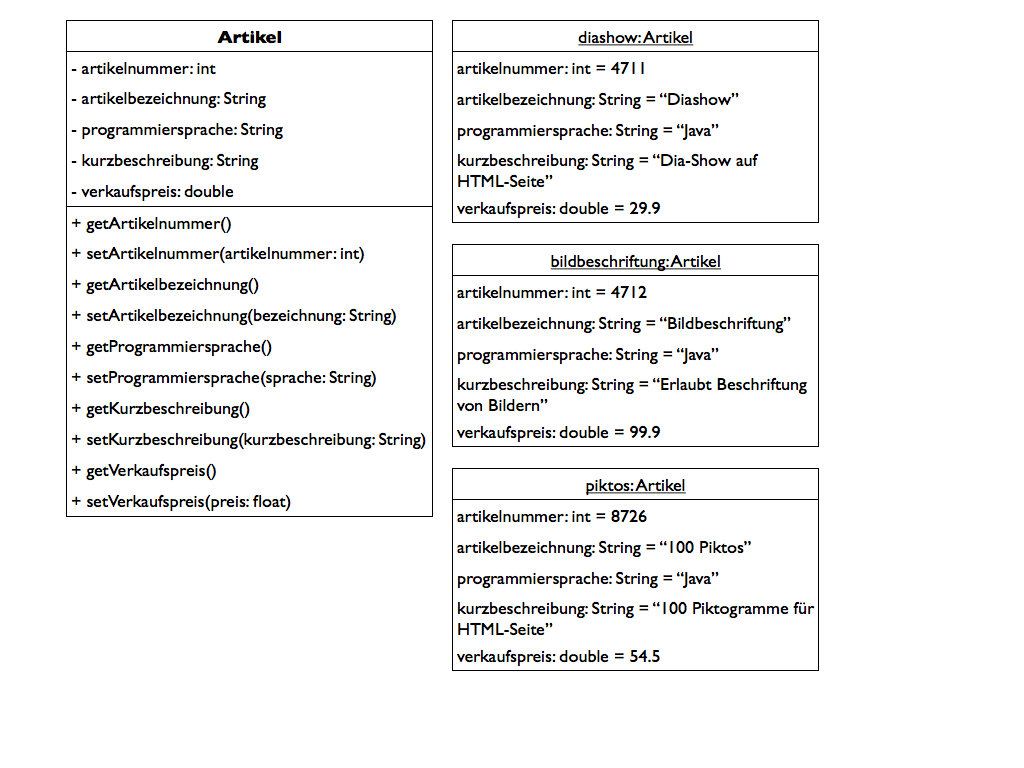 Artikel
- artikelnummer: int
- artikelbezeichnung: String
- programmiersprache: String
- kurzbeschreibung: String
- verkaufspreis: double
+ getArtikelnummer()
+ setArtikelnummer(artikelnummer: int)
+ getArtikelbezeichnung()
+ setArtikelbezeichnung(bezeichnung: String)
+ getProgrammiersprache()
+ setProgrammiersprache(sprache: String)
+ getKurzbeschreibung()
+ setKurzbeschreibung(kurzbeschreibung: String)
+ getVerkaufspreis()
+ setVerkaufspreis(preis: float)
diashow:Artikel
artikelnummer: int = 4711
artikelbezeichnung: String = “Diashow”
programmiersprache: String = “Java”
kurzbeschreibung: String = “Dia-Show auf
HTML-Seite”
verkaufspreis: double = 29.9
bildbeschriftung:Artikel
artikelnummer: int = 4712
artikelbezeichnung: String = “Bildbeschriftung”
programmiersprache: String = “Java”
kurzbeschreibung: String = “Erlaubt Beschriftung
von Bildern”
verkaufspreis: double = 99.9
piktos:Artikel
artikelnummer: int = 8726
artikelbezeichnung: String = “100 Piktos”
programmiersprache: String = “Java”
kurzbeschreibung: String = “100 Piktogramme für
HTML-Seite”
verkaufspreis: double = 54.5